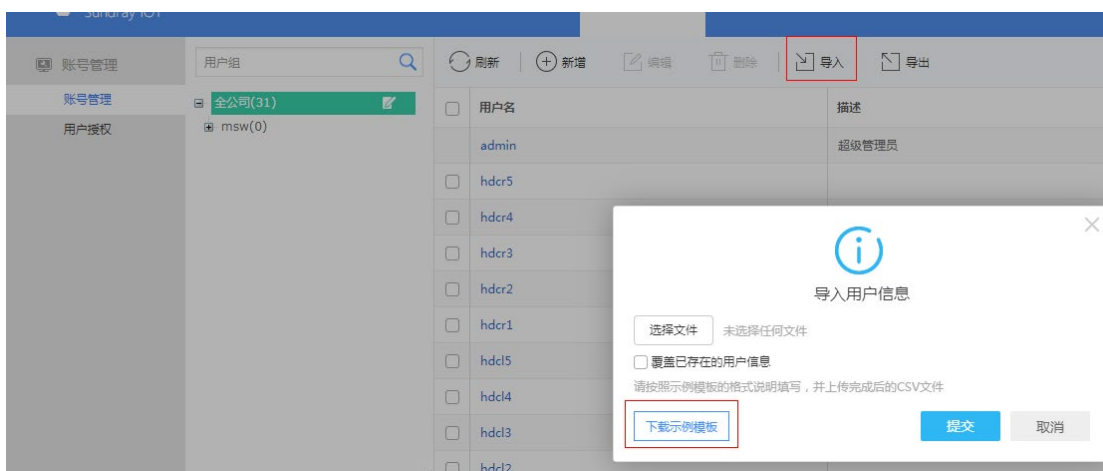 Sundray IOT
账号管理
用户组
刷新
新增
编辑
删除
导入
导出
账号管理
全公司(31)
用户名
描述
用户授权
msw(0)
admin
超级管理员
hdcr5
hdcr4
hdcr3
导入用户信息
hdcr2
hdcr1
选择文件
未选择任何文件
hdcl5
覆盖已存在的用户信息
请按照示例模板的格式说明填写，并上传完成后的CSV文件
hdcl4
下载示例模板
提交
取消
hdcl3
hdcl2